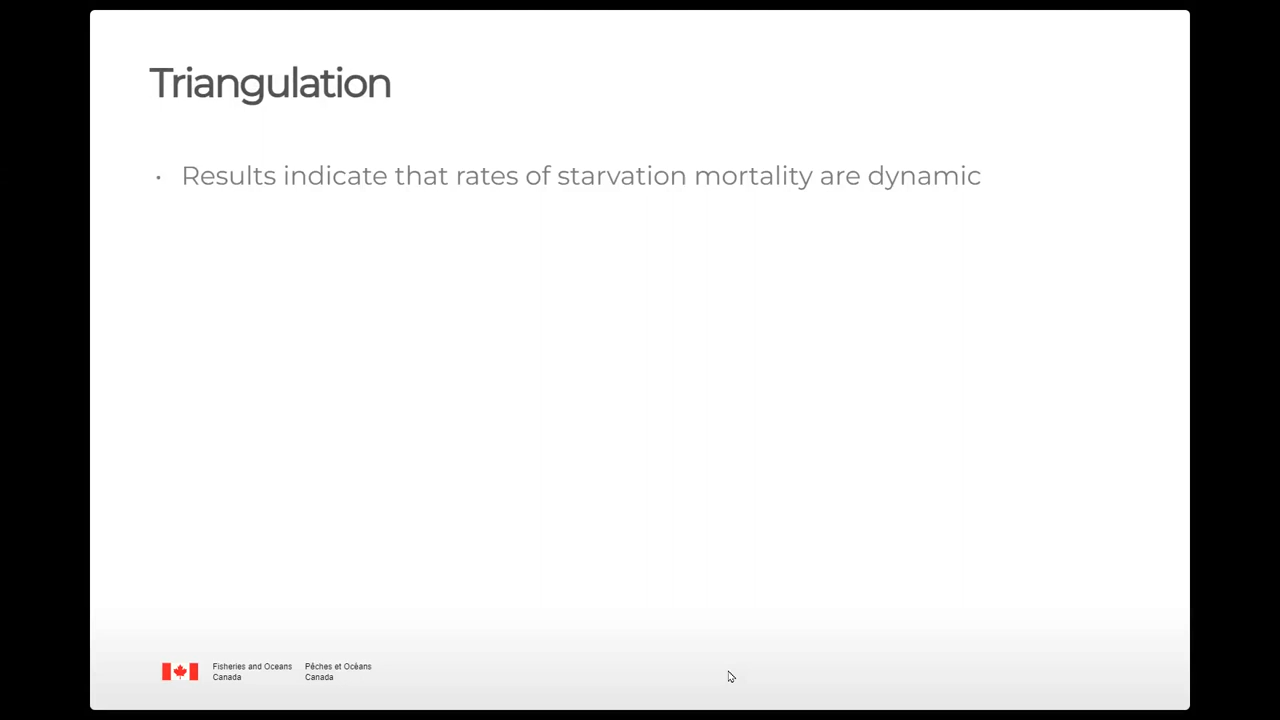 Triangulation
· Results indicate that rates of starvation mortality are dynamic
Fisheries and Oceans Pêches et Océans
Canada Canada